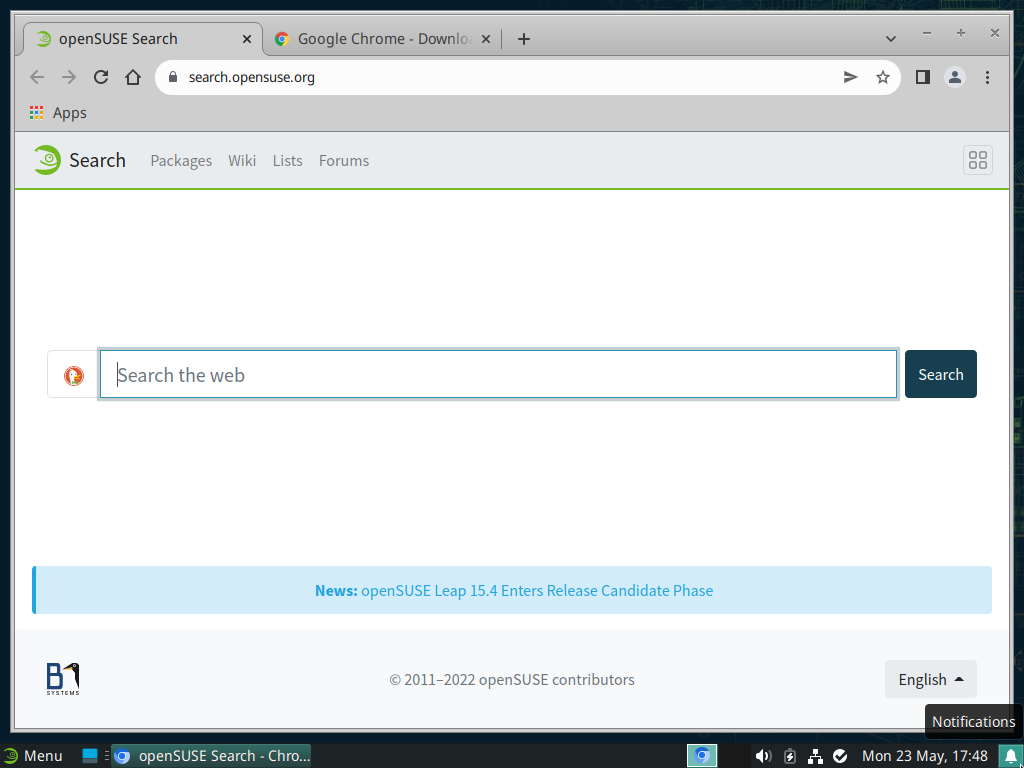 openSUSE Search
Google Chrome - Downlo
search.opensuse.org
Apps
Search Packages Wiki Lists Forums
Search the web
Search
News: openSUSE Leap 15.4 Enters Release Candidate Phase
B1
SYSTEMS
© 2011–2022 openSUSE contributors
English
Notifications
Menu
openSUSE Search - Chro...
Mon 23 May, 17:48